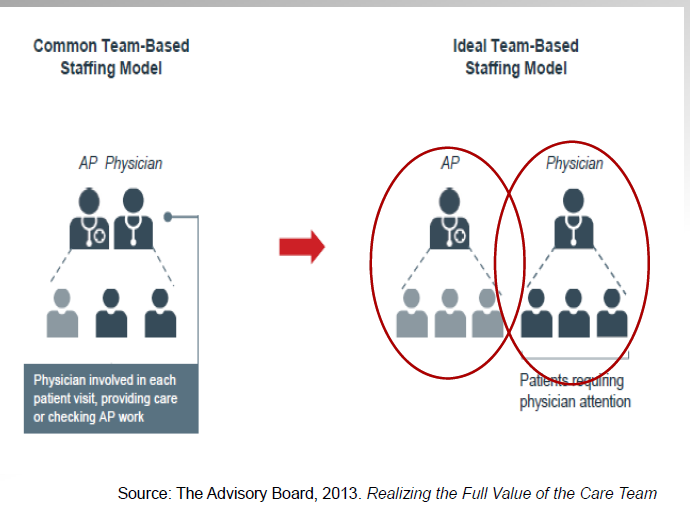 Common Team-Based
Staffing Model
AP Physician
Physician involved in each
patient visit, providing care
or checking AP work
Ideal Team-Based
Staffing Model
AP
Physician
Patients requiring
physician attention
Source: The Advisory Board, 2013. Realizing the Full Value of the Care Team